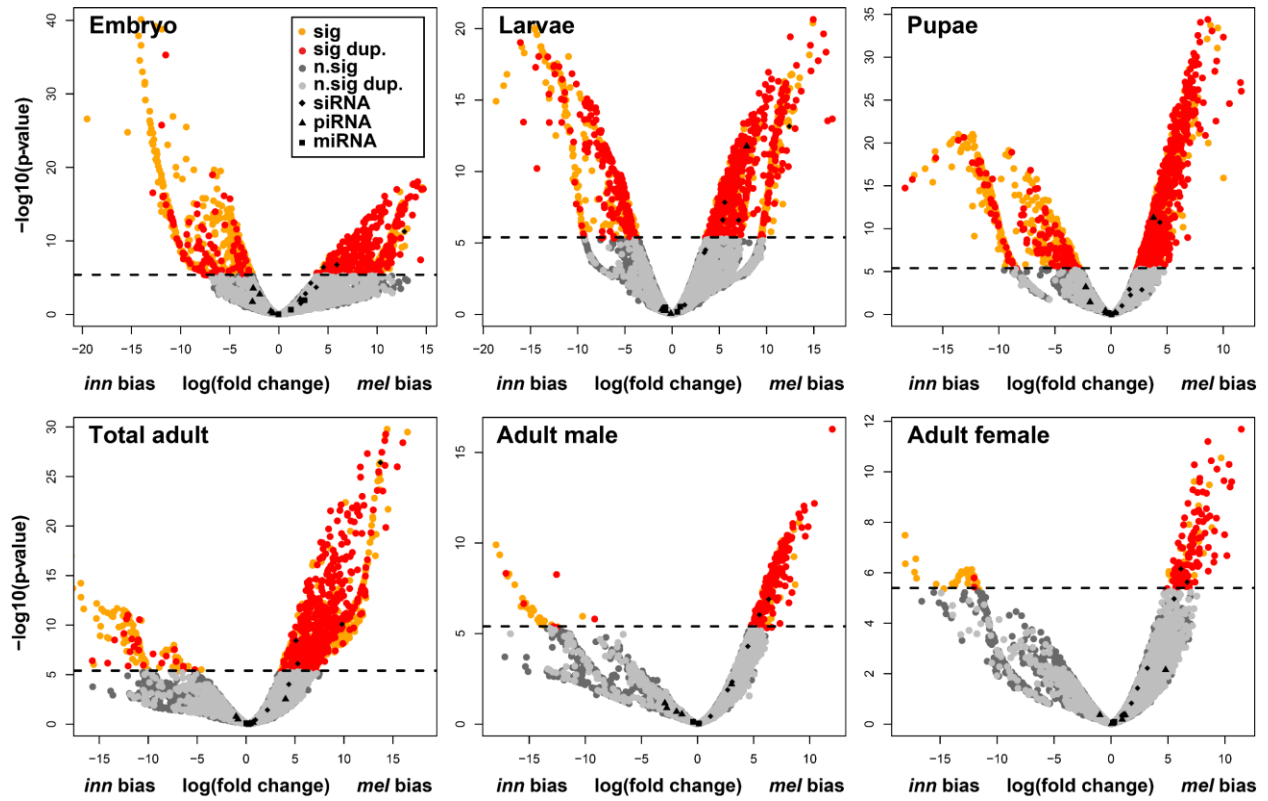 Embryo
sig
sig dup.
n.sig
n.sig dup.
siRNA
piRNA
miRNA
−log10(p-value)
40
30
20
10
0
−20 −15 −10 −5 0 5 10 15
inn bias log(fold change) mel bias
Larvae
20
15
10
5
0
−20 −15 −10 −5 0 5 10 15
inn bias log(fold change) mel bias
Pupae
35
30
25
20
15
10
5
0
−15 −10 −5 0 5 10
inn bias log(fold change) mel bias
Total adult
−log10(p-value)
30
25
20
15
10
5
0
−15 −10 −5 0 5 10 15
inn bias log(fold change) mel bias
Adult male
15
10
5
0
−15 −10 −5 0 5 10
inn bias log(fold change) mel bias
Adult female
12
10
8
6
4
2
0
−15 −10 −5 0 5 10
inn bias log(fold change) mel bias